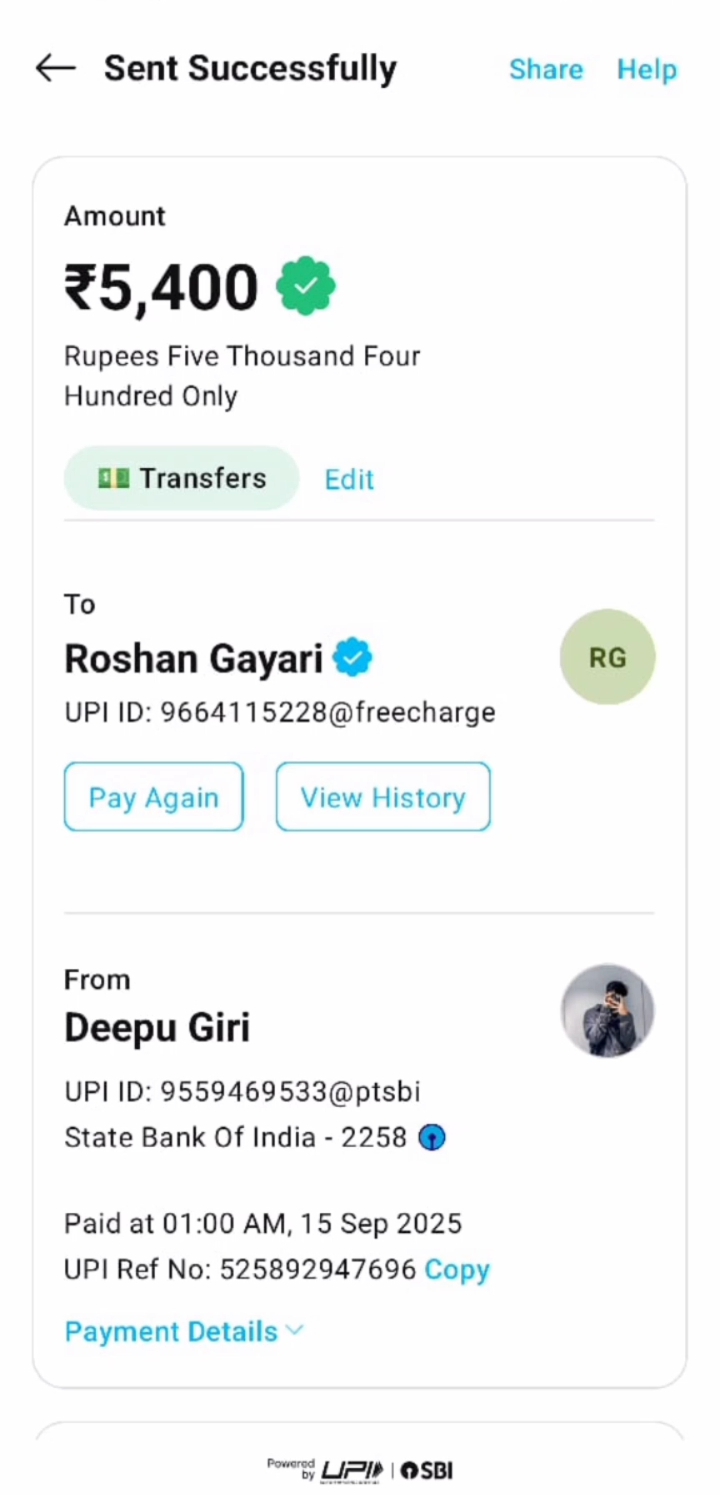 Sent Successfully
Share
Help
Amount
₹5,400
Rupees Five Thousand Four
Hundred Only
Transfers
Edit
To
Roshan Gayari
RG
UPI ID: 9664115228@freecharge
Pay Again
View History
From
Deepu Giri
UPI ID: 9559469533@ptsbi
State Bank Of India - 2258
Paid at 01:00 AM, 15 Sep 2025
UPI Ref No: 525892947696 Copy
Payment Details
Powered
by UPI | SBI